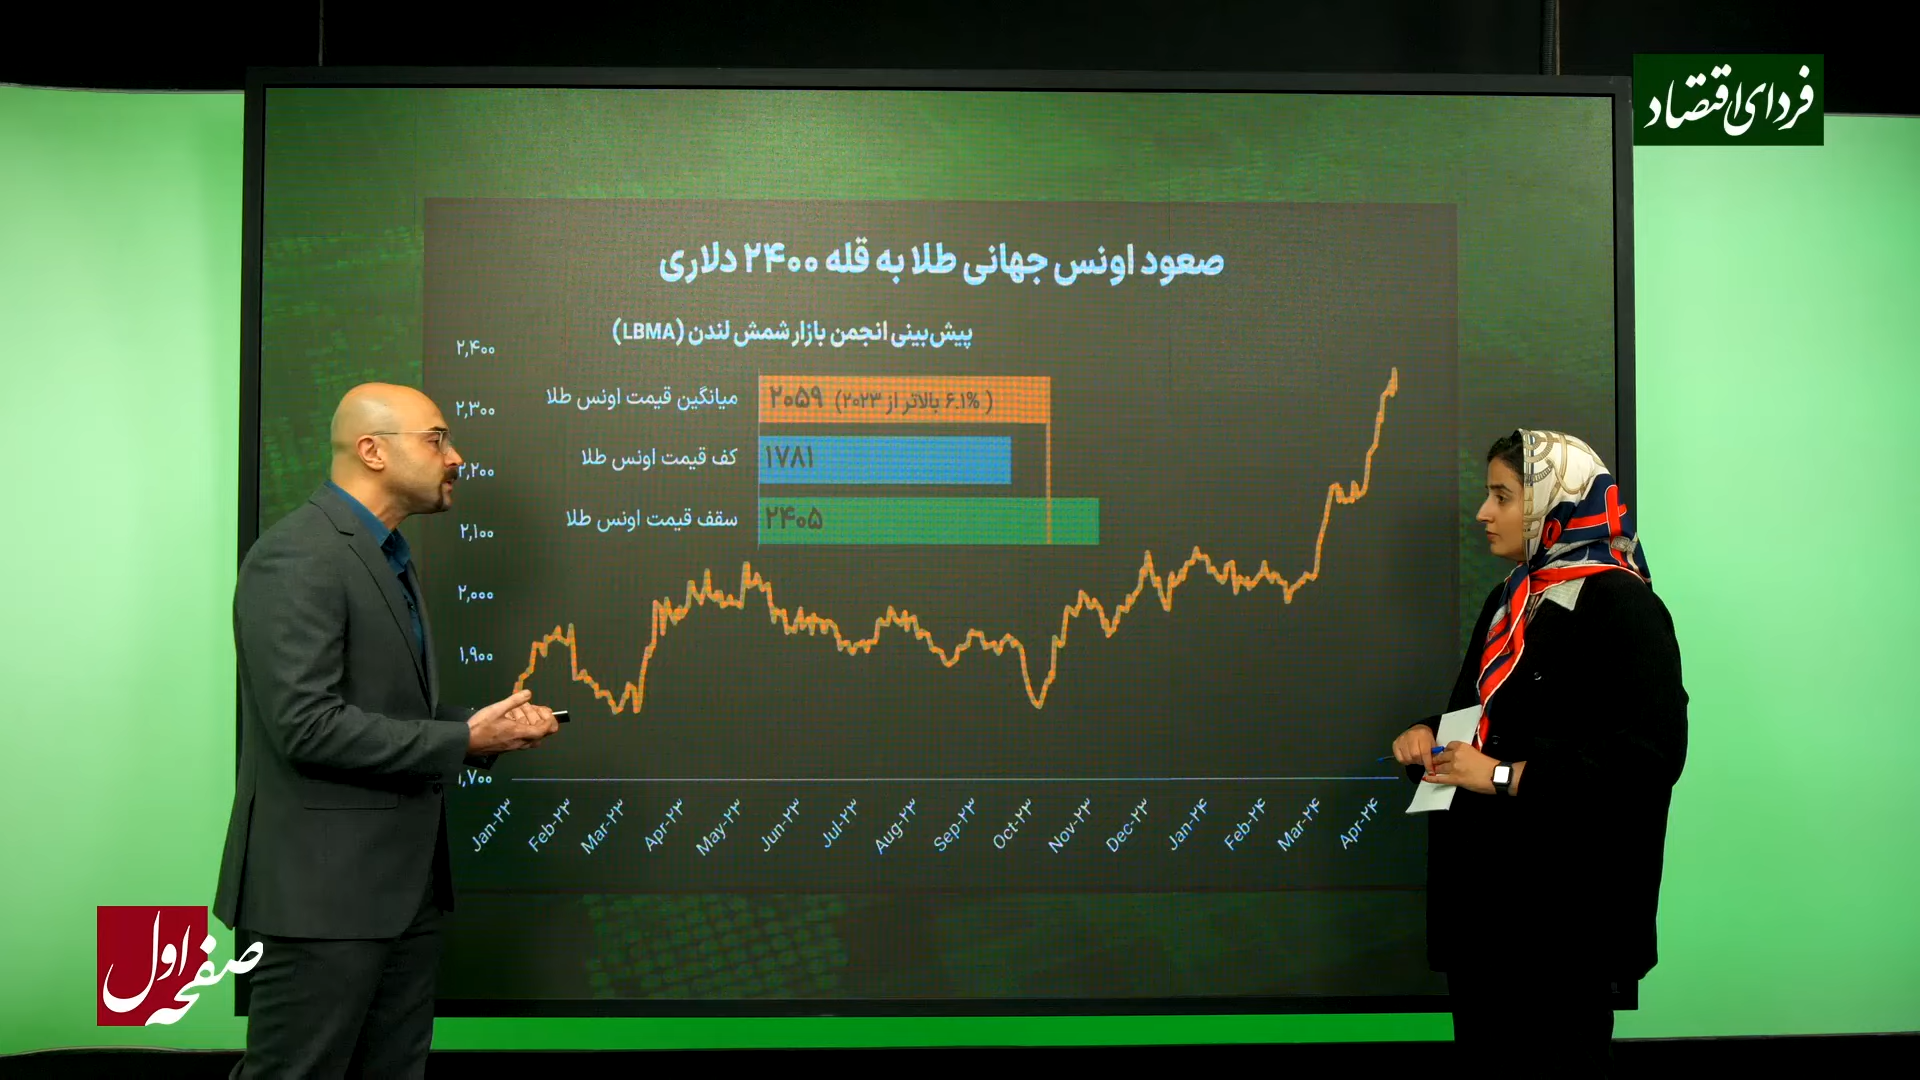 فردای اقتصاد
صعود اونس جهانی طلا به قله ۲۴۰۰ دلاری
پیش‌بینی انجمن بازار شمش لندن (LBMA)
میانگین قیمت اونس طلا
۲۰۵۹ (۶.۱% بالاتر از ۲۰۲۳)
کف قیمت اونس طلا
۱۷۸۱
سقف قیمت اونس طلا
۲۴۰۵
۲,۴۰۰
۲,۳۰۰
۲,۲۰۰
۲,۱۰۰
۲,۰۰۰
۱,۹۰۰
۱,۷۰۰
Jan-۲۳
Feb-۲۳
Mar-۲۳
Apr-۲۳
May-۲۳
Jun-۲۳
Jul-۲۳
Aug-۲۳
Sep-۲۳
Oct-۲۳
Nov-۲۳
Dec-۲۳
Jan-۲۴
Feb-۲۴
Mar-۲۴
Apr-۲۴
صفحه اول